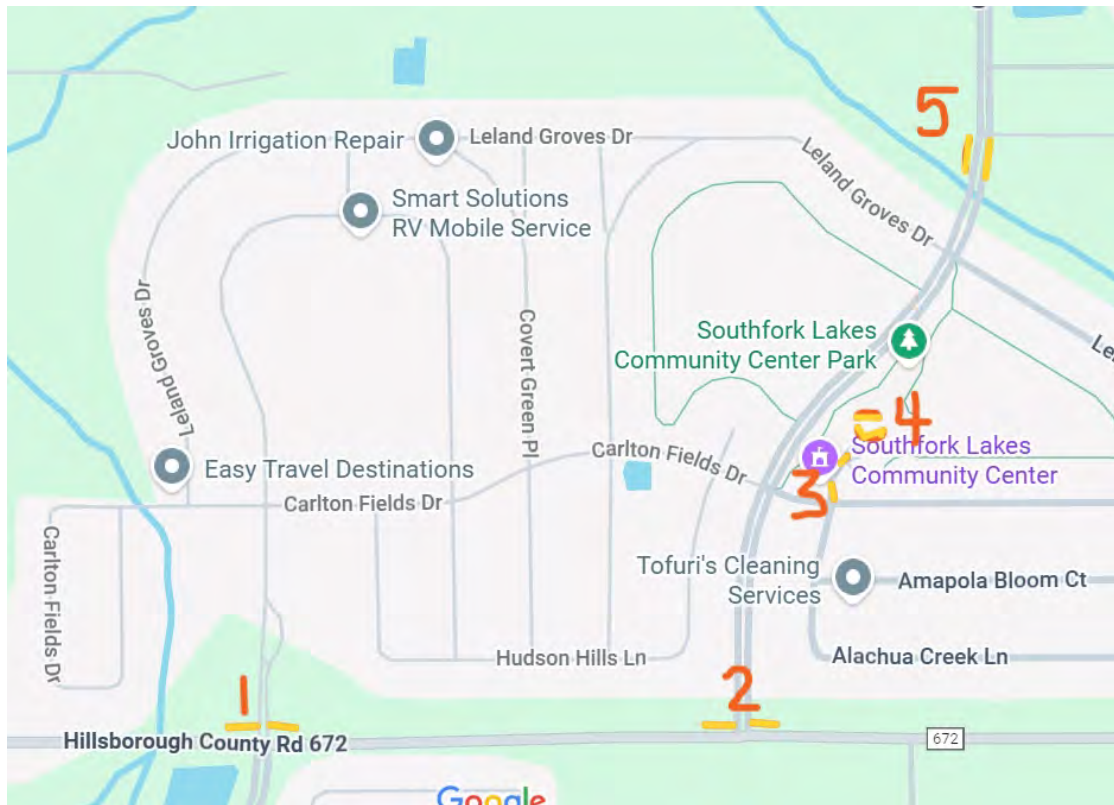 5
John Irrigation Repair
Leland Groves Dr
Leland Groves Dr
Smart Solutions
RV Mobile Service
Leland Groves Dr
Covert Green Pl
Southfork Lakes
Community Center Park
4
Carlton Fields Dr
Southfork Lakes
Community Center
Easy Travel Destinations
3
Carlton Fields Dr
Carlton Fields Dr
Tofuri's Cleaning
Services
Amapola Bloom Ct
Hudson Hills Ln
Alachua Creek Ln
1
2
Hillsborough County Rd 672
672
Google